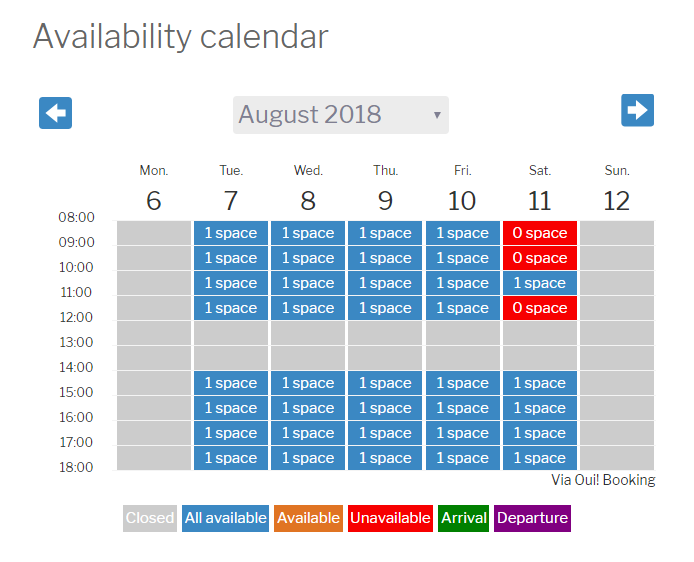 Availability calendar
August 2018
Mon. Tue. Wed. Thu. Fri. Sat. Sun.
6 7 8 9 10 11 12
08:00
1 space 1 space 1 space 1 space 0 space
09:00
1 space 1 space 1 space 1 space 0 space
10:00
1 space 1 space 1 space 1 space 1 space
11:00
1 space 1 space 1 space 1 space 0 space
12:00
13:00
14:00
1 space 1 space 1 space 1 space 1 space
15:00
1 space 1 space 1 space 1 space 1 space
16:00
1 space 1 space 1 space 1 space 1 space
17:00
1 space 1 space 1 space 1 space 1 space
18:00
Via Oui! Booking
Closed All available Available Unavailable Arrival Departure